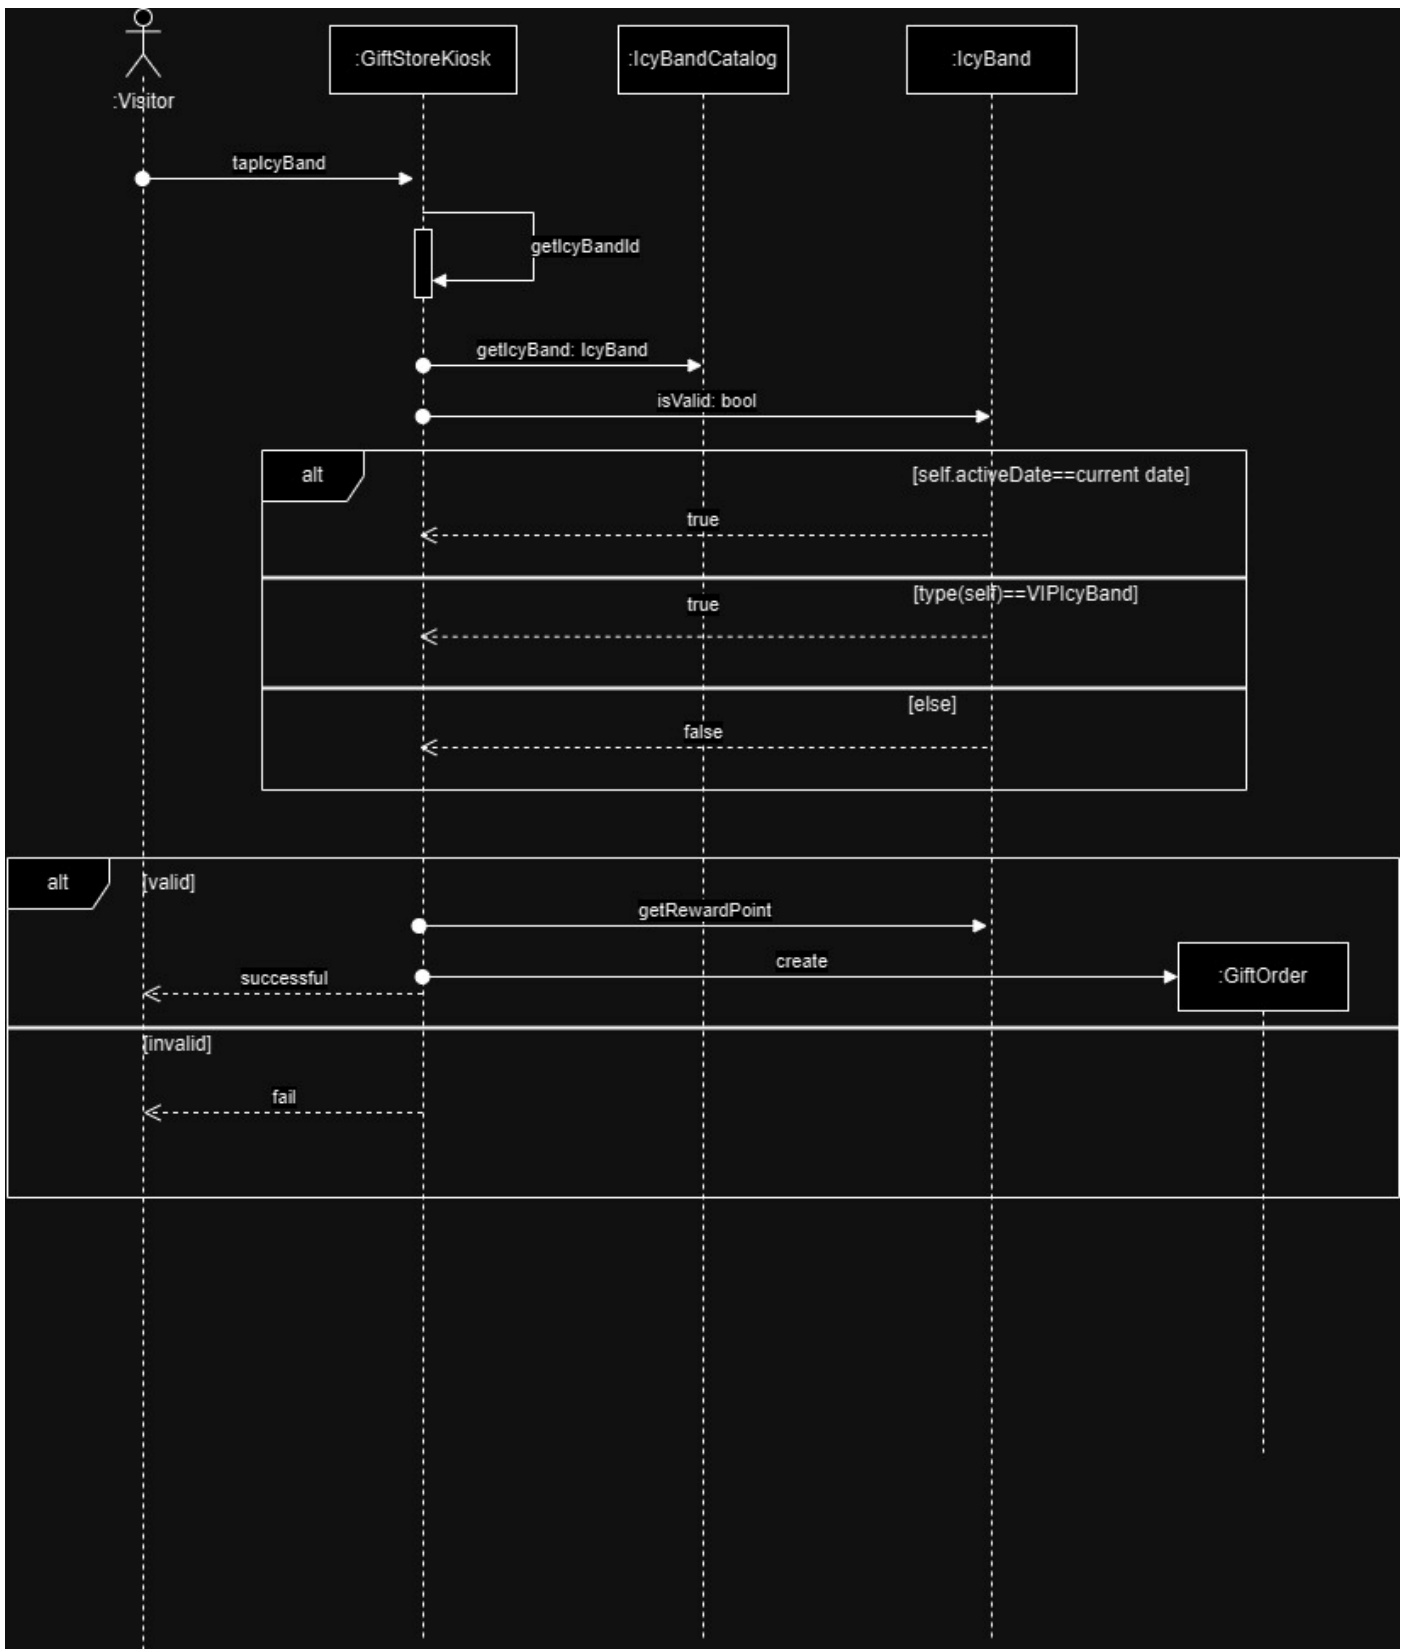 :Visitor
:GiftStoreKiosk
:IcyBandCatalog
:IcyBand
tapIcyBand
getIcyBandId
getIcyBand: IcyBand
isValid: bool
alt
[self.activeDate==current date]
true
[type(self)==VIPIcyBand]
true
[else]
false
alt
[valid]
getRewardPoint
create
:GiftOrder
successful
[invalid]
fail